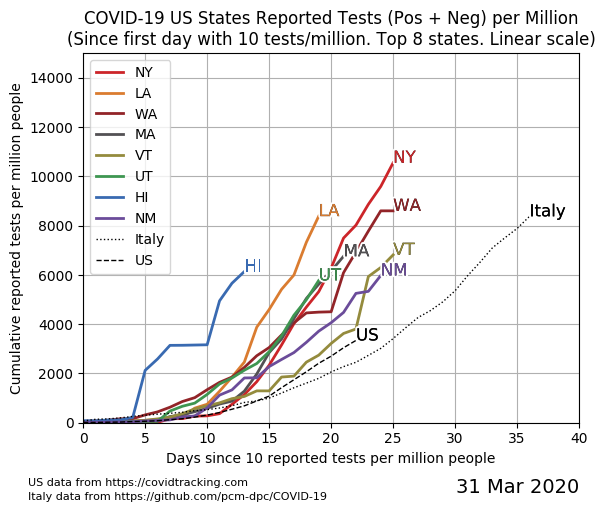 COVID-19 US States Reported Tests (Pos + Neg) per Million
(Since first day with 10 tests/million. Top 8 states. Linear scale)
Cumulative reported tests per million people
14000
12000
10000
8000
6000
4000
2000
0
NY
LA
WA
MA
VT
UT
HI
NM
Italy
US
NY
LA
WA
Italy
HI
UT
MA
VT
NM
US
0 5 10 15 20 25 30 35 40
Days since 10 reported tests per million people
US data from https://covidtracking.com
Italy data from https://github.com/pcm-dpc/COVID-19
31 Mar 2020